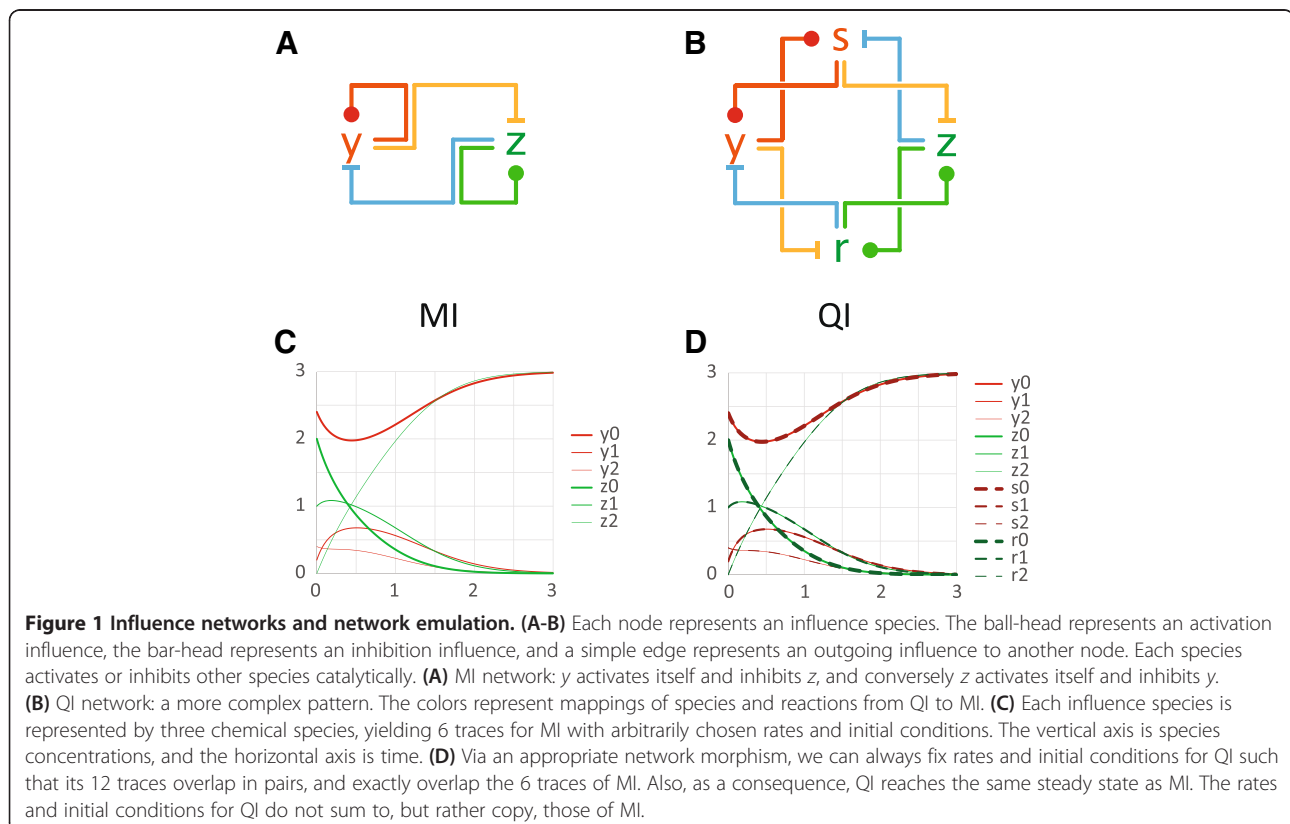 A
B
s
y
z
y
z
r
MI
QI
C
D
3
2
1
0
0
1
2
3
y0
y1
y2
z0
z1
z2
3
2
1
0
0
1
2
3
y0
y1
y2
z0
z1
z2
s0
s1
s2
r0
r1
r2
Figure 1 Influence networks and network emulation. (A-B) Each node represents an influence species. The ball-head represents an activation
influence, the bar-head represents an inhibition influence, and a simple edge represents an outgoing influence to another node. Each species
activates or inhibits other species catalytically. (A) MI network: y activates itself and inhibits z, and conversely z activates itself and inhibits y.
(B) QI network: a more complex pattern. The colors represent mappings of species and reactions from QI to MI. (C) Each influence species is
represented by three chemical species, yielding 6 traces for MI with arbitrarily chosen rates and initial conditions. The vertical axis is species
concentrations, and the horizontal axis is time. (D) Via an appropriate network morphism, we can always fix rates and initial conditions for QI such
that its 12 traces overlap in pairs, and exactly overlap the 6 traces of MI. Also, as a consequence, QI reaches the same steady state as MI. The rates
and initial conditions for QI do not sum to, but rather copy, those of MI.